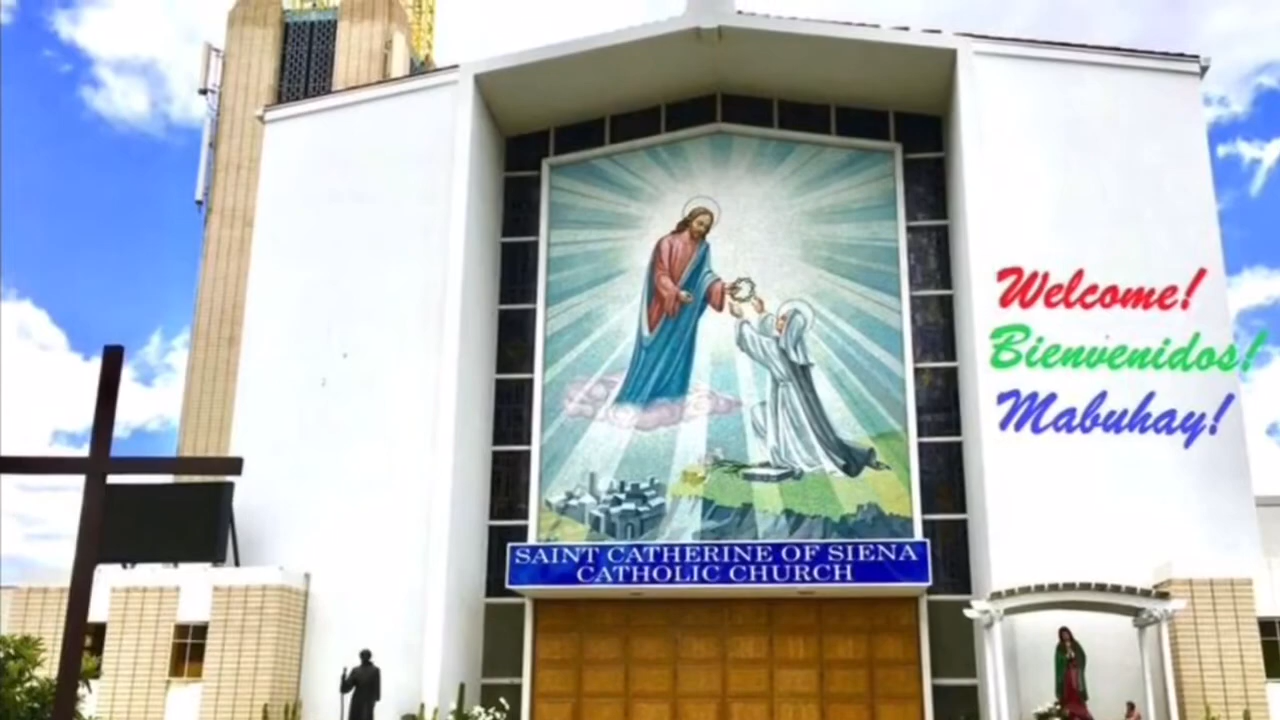 Welcome!
Bienvenidos!
Mabuhay!
SAINT CATHERINE OF SIENA
CATHOLIC CHURCH